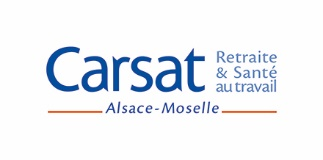 Carsat
Retraite
& Santé
au travail
Alsace-Moselle